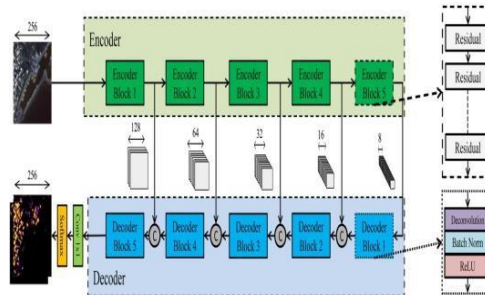 256
Encoder
Encoder
Block 1
Encoder
Block 2
Encoder
Block 3
Encoder
Block 4
Encoder
Block 5
Residual
Residual
Residual
128
64
32
16
8
256
Softmax
Conv 1x1
Decoder
Block 5
C
Decoder
Block 4
C
Decoder
Block 3
C
Decoder
Block 2
C
Decoder
Block 1
Decoder
Deconvolution
Batch Norm
ReLU